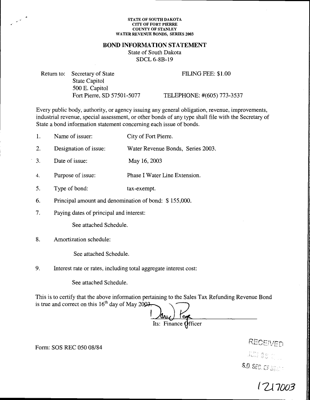 STATE OF SOUTH DAKOTA
CITY OF FORT PIERRE
COUNTY OF STANLEY
WATER REVENUE BONDS, SERIES 2003
BOND INFORMATION STATEMENT
State of South Dakota
SDCL 6-8B-19
Return to: Secretary of State FILING FEE: $1.00
State Capitol
500 E. Capitol
Fort Pierre, SD 57501-5077 TELEPHONE: #(605) 773-3537
Every public body, authority, or agency issuing any general obligation, revenue, improvements,
industrial revenue, special assessment, or other bonds of any type shall file with the Secretary of
State a bond information statement concerning each issue of bonds.
1. Name of issuer: City of Fort Pierre.
2. Designation of issue: Water Revenue Bonds, Series 2003.
3. Date of issue: May 16, 2003
4. Purpose of issue: Phase I Water Line Extension.
5. Type of bond: tax-exempt.
6. Principal amount and denomination of bond: $ 155,000.
7. Paying dates of principal and interest:
See attached Schedule.
8. Amortization schedule:
See attached Schedule.
9. Interest rate or rates, including total aggregate interest cost:
See attached Schedule.
This is to certify that the above information pertaining to the Sales Tax Refunding Revenue Bond
is true and correct on this 16th day of May 2003.
Its: Finance Officer
Form: SOS REC 050 08/84
RECEIVED
1217003